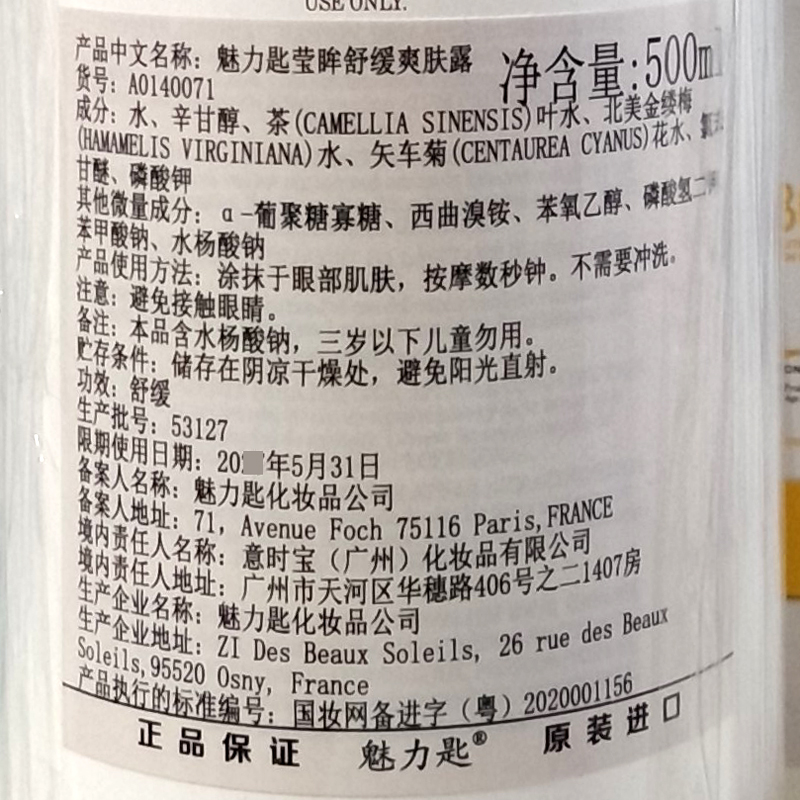 USE ONLY.
产品中文名称：魅力匙莹眸舒缓爽肤露
净含量：500ml
货号：A0140071
成分：水、辛甘醇、茶(CAMELLIA SINENSIS)叶水、北美金缕梅
(HAMAMELIS VIRGINIANA)水、矢车菊(CENTAUREA CYANUS)花水、
甘醚、磷酸钾
其他微量成分：α-葡聚糖寡糖、西曲溴铵、苯氧乙醇、磷酸氢二
苯甲酸钠、水杨酸钠
产品使用方法：涂抹于眼部肌肤，按摩数秒钟。不需要冲洗。
注意：避免接触眼睛。
备注：本品含水杨酸钠，三岁以下儿童勿用。
贮存条件：储存在阴凉干燥处，避免阳光直射。
功效：舒缓
生产批号：53127
限期使用日期：202 年5月31日
备案人名称：魅力匙化妆品公司
备案人地址：71, Avenue Foch 75116 Paris,FRANCE
境内责任人名称：意时宝（广州）化妆品有限公司
境内责任人地址：广州市天河区华穗路406号之二1407房
生产企业名称：魅力匙化妆品公司
生产企业地址：ZI Des Beaux Soleils, 26 rue des Beaux
Soleils,95520 Osny, France
产品执行的标准编号：国妆网备进字（粤）2020001156
正品保证 魅力匙® 原装进口